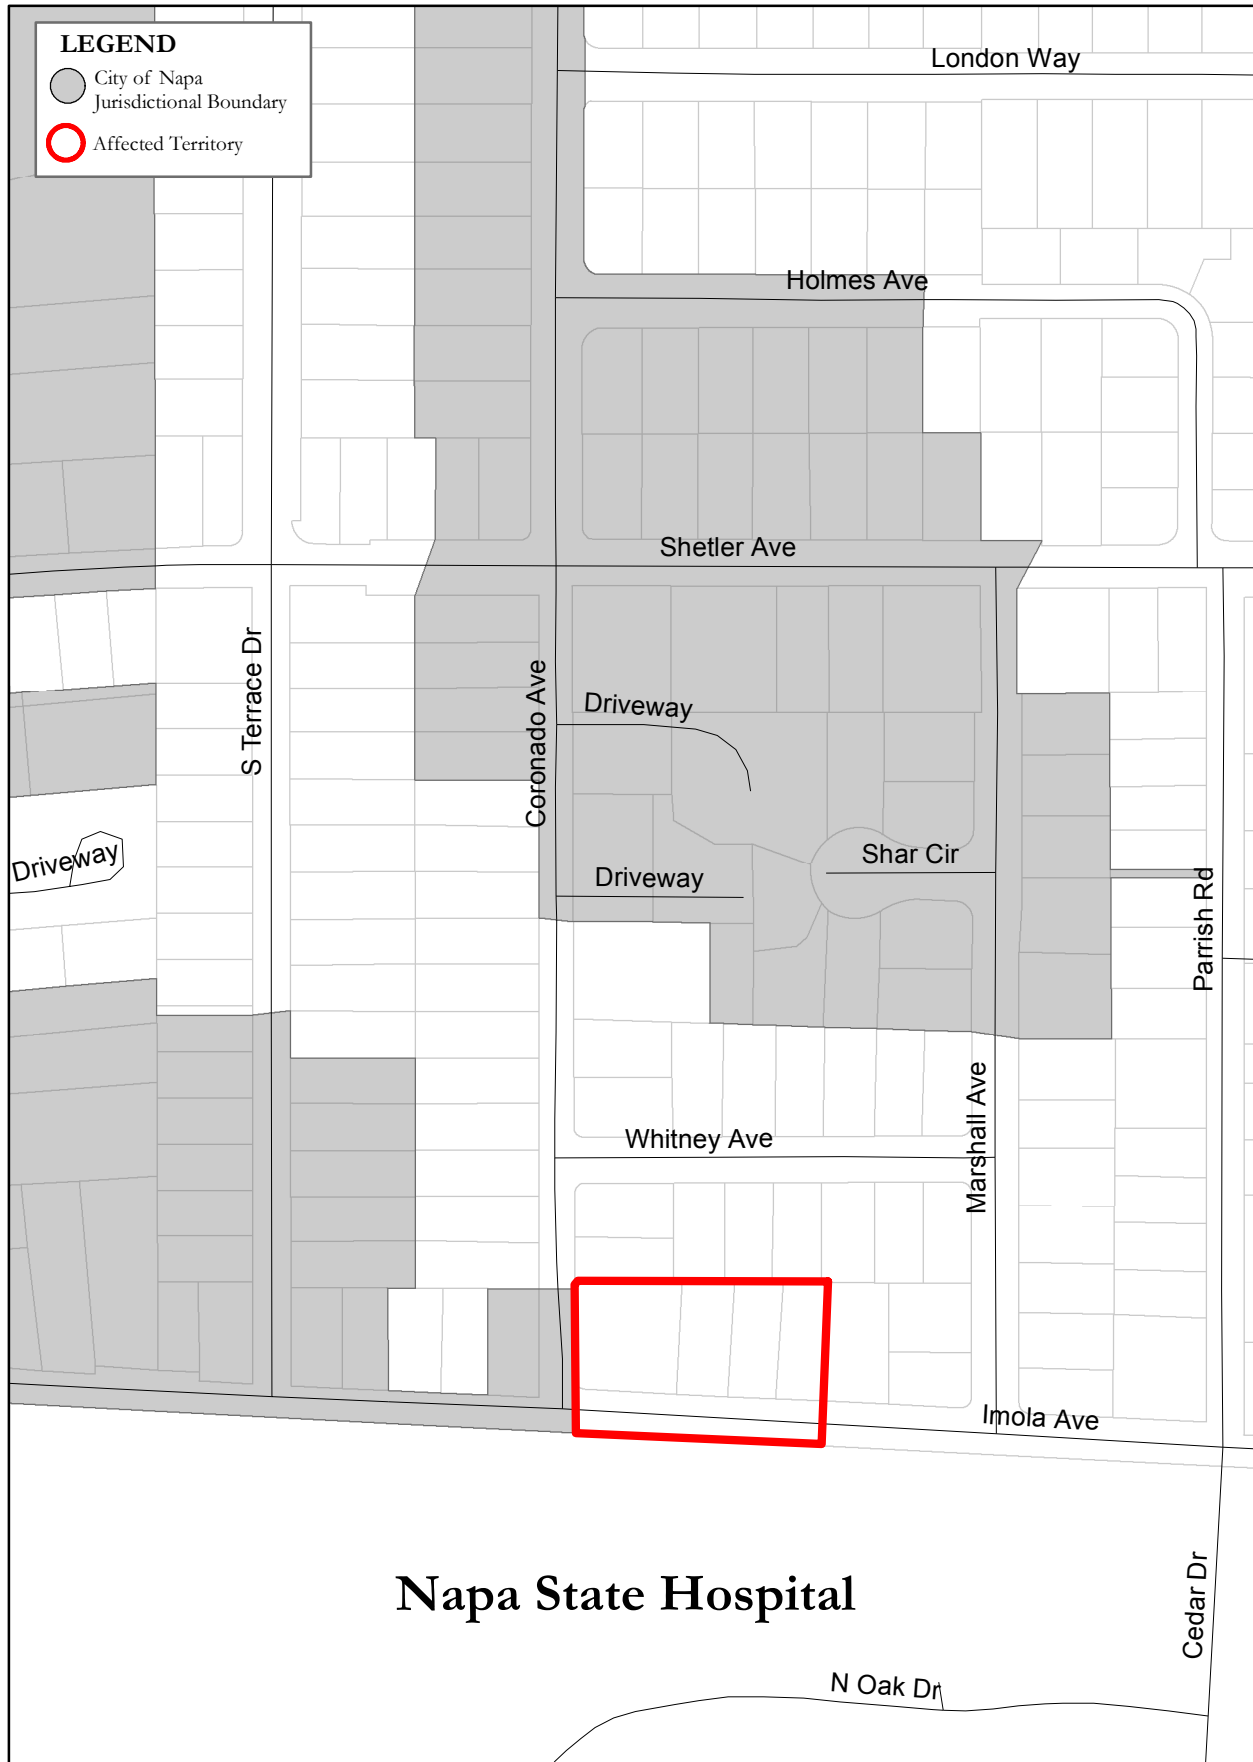 LEGEND
City of Napa
Jurisdictional Boundary
Affected Territory
London Way
Holmes Ave
Shetler Ave
S Terrace Dr
Coronado Ave
Driveway
Driveway
Shar Cir
Driveway
Parrish Rd
Marshall Ave
Whitney Ave
Imola Ave
Napa State Hospital
Cedar Dr
N Oak Dr